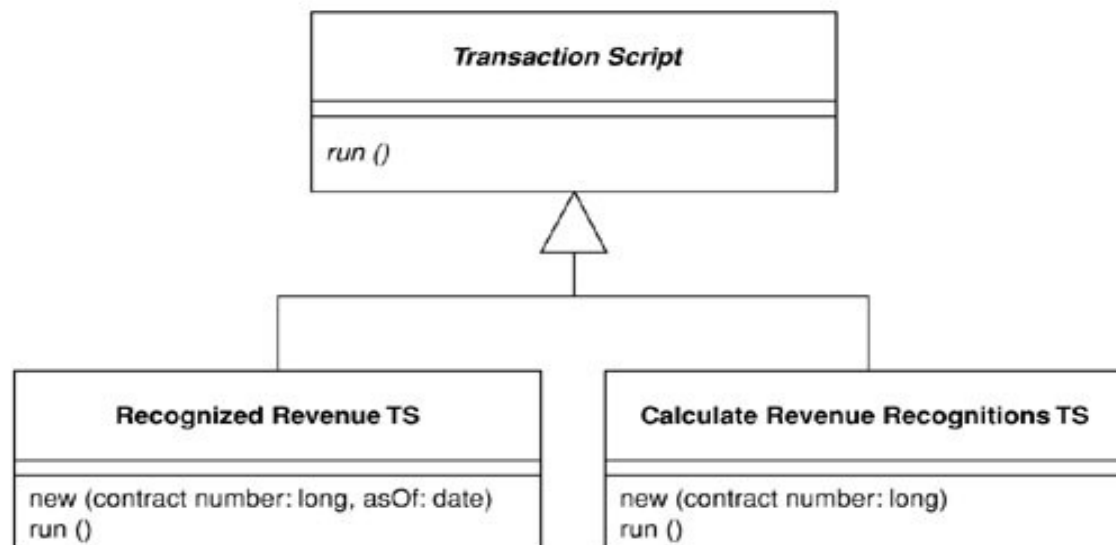 Transaction Script
run ()
Recognized Revenue TS
new (contract number: long, asOf: date)
run ()
Calculate Revenue Recognitions TS
new (contract number: long)
run ()